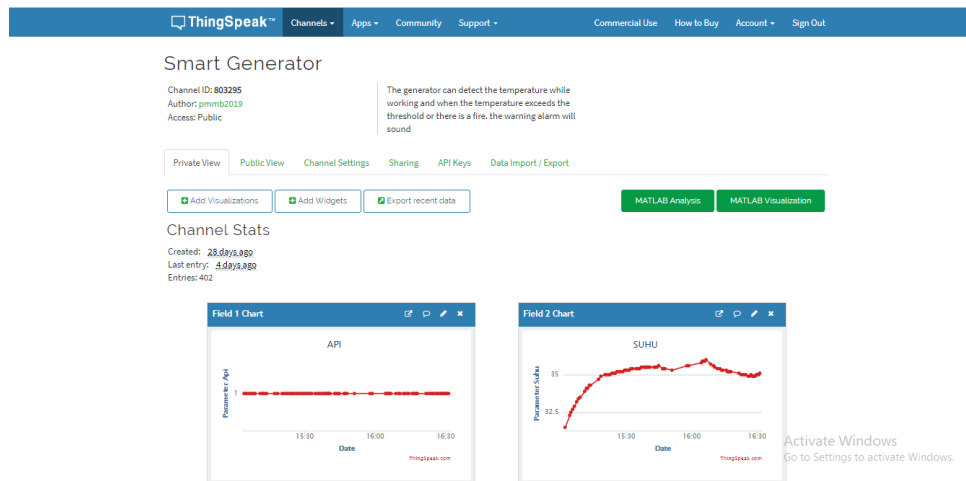 ThingSpeak™ Channels Apps Community Support Commercial Use How to Buy Account Sign Out
Smart Generator
Channel ID: 803295
Author: pmmb2019
Access: Public
The generator can detect the temperature while
working and when the temperature exceeds the
threshold or there is a fire. the warning alarm will
sound
Private View Public View Channel Settings Sharing API Keys Data Import / Export
Add Visualizations Add Widgets Export recent data MATLAB Analysis MATLAB Visualization
Channel Stats
Created: 28 days ago
Last entry: 4 days ago
Entries: 402
Field 1 Chart
API
Parameter Api
1
15:30 16:00 16:30
Date
ThingSpeak.com
Field 2 Chart
SUHU
Parameter Suhu
35
32.5
15:30 16:00 16:30
Date
ThingSpeak.com
Activate Windows
Go to Settings to activate Windows.